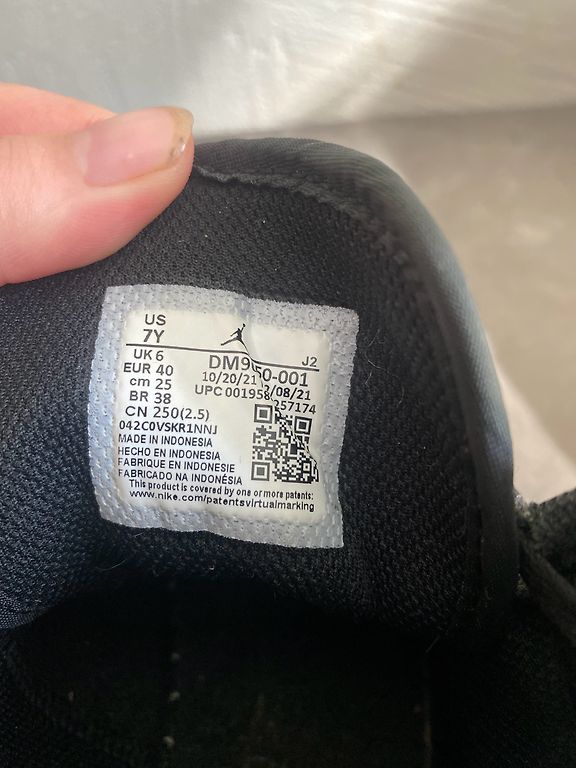 US
7Y
UK 6
EUR 40
cm 25
BR 38
CN 250(2.5)
J2
10/20/21
UPC
042C0VSKR1NNJ
MADE IN INDONESIA
HECHO EN INDONESIA
FABRIQUE EN INDONESIE
FABRICADO NA INDONÉSIA
This product is covered by one or more patents:
www.nike.com/patentsvirtualmarking